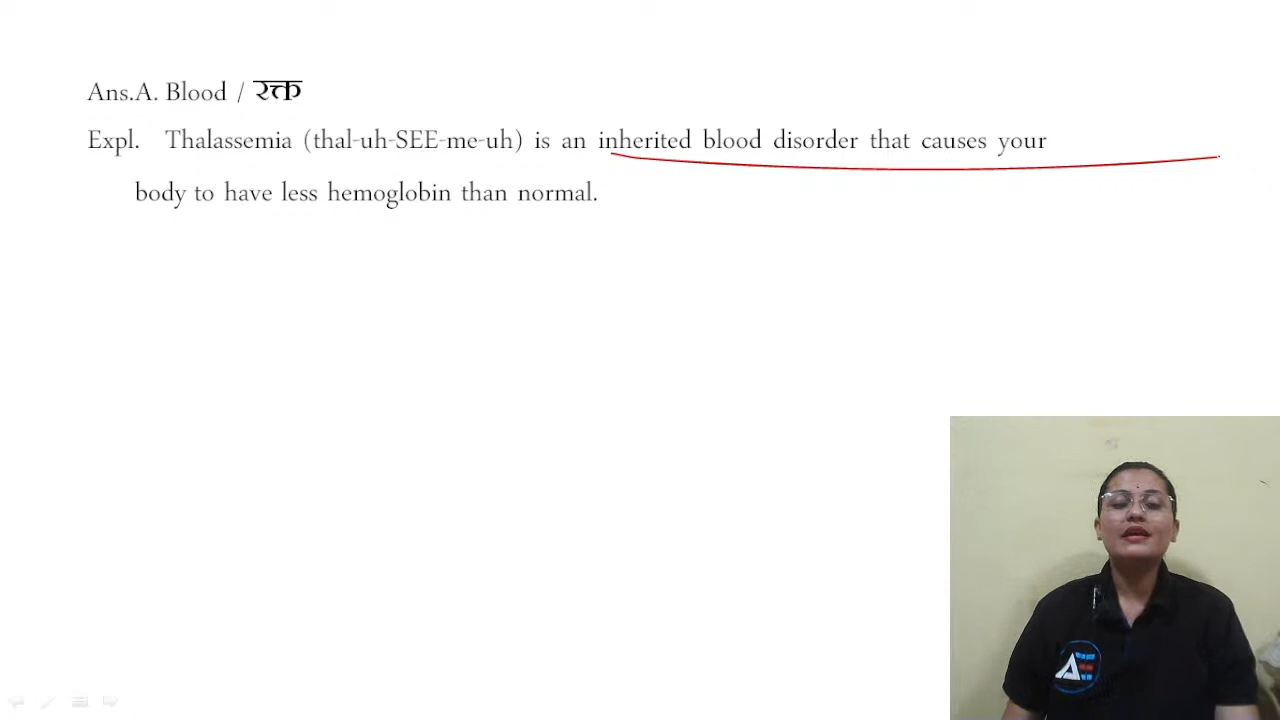 Ans.A. Blood / रक्त
Expl. Thalassemia (thal-uh-SEE-me-uh) is an inherited blood disorder that causes your
body to have less hemoglobin than normal.